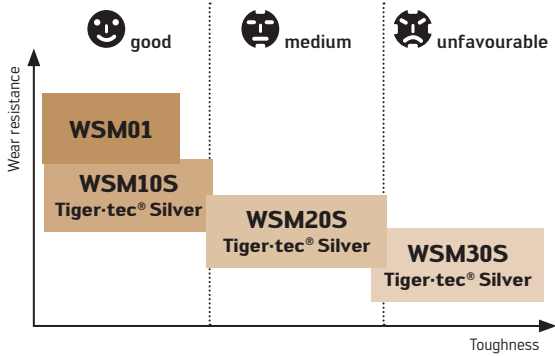 good
medium
unfavourable
Wear resistance
WSM01
WSM10S
Tiger·tec® Silver
WSM20S
Tiger·tec® Silver
WSM30S
Tiger·tec® Silver
Toughness